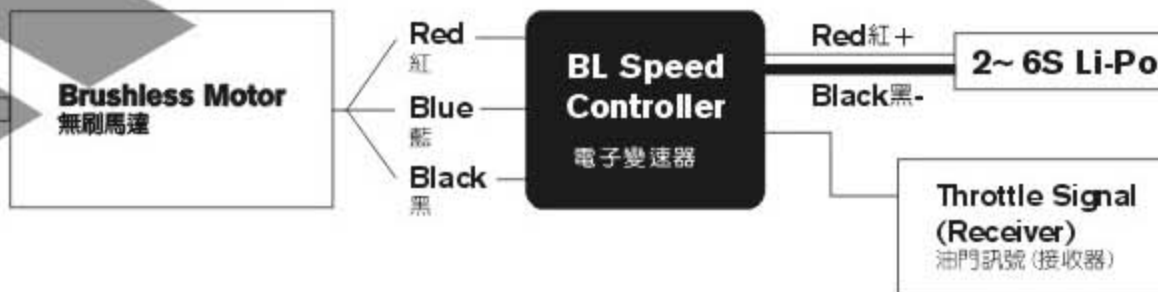 Brushless Motor
無刷馬達
Red
紅
Blue
藍
Black
黑
BL Speed
Controller
電子變速器
Red紅+
Black黑-
2~6S Li-Po
Throttle Signal
(Receiver)
油門訊號(接收器)